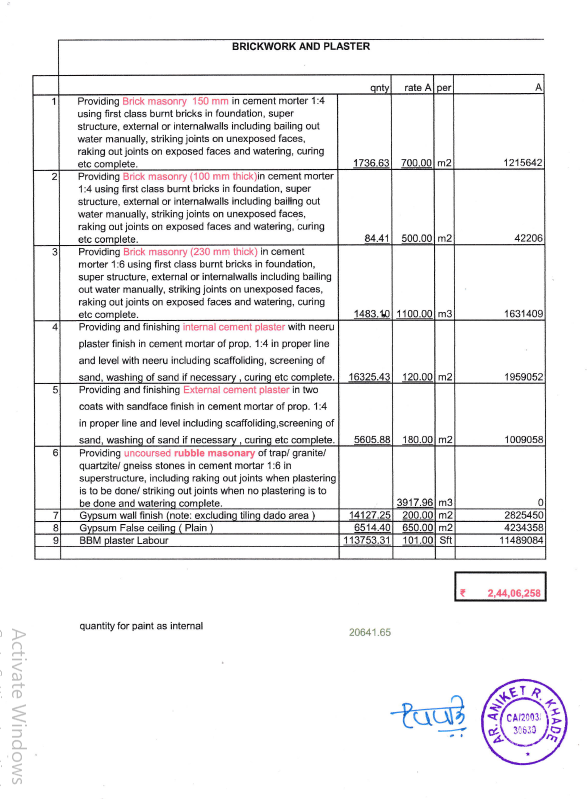 BRICKWORK AND PLASTER
qnty rate A per A
1 Providing Brick masonry 150 mm in cement morter 1:4
using first class burnt bricks in foundation, super
structure, external or internalwalls including bailing out
water manually, striking joints on unexposed faces,
raking out joints on exposed faces and watering, curing
etc complete. 1736.63 700.00 m2 1215642
2 Providing Brick masonry (100 mm thick)in cement morter
1:4 using first class burnt bricks in foundation, super
structure, external or internalwalls including bailing out
water manually, striking joints on unexposed faces,
raking out joints on exposed faces and watering, curing
etc complete. 84.41 500.00 m2 42206
3 Providing Brick masonry (230 mm thick) in cement
morter 1:6 using first class burnt bricks in foundation,
super structure, external or internalwalls including bailing
out water manually, striking joints on unexposed faces,
raking out joints on exposed faces and watering, curing
etc complete. 1483.10 1100.00 m3 1631409
4 Providing and finishing internal cement plaster with neeru
plaster finish in cement mortar of prop. 1:4 in proper line
and level with neeru including scaffoliding, screening of
sand, washing of sand if necessary , curing etc complete. 16325.43 120.00 m2 1959052
5 Providing and finishing External cement plaster in two
coats with sandface finish in cement mortar of prop. 1:4
in proper line and level including scaffoliding,screening of
sand, washing of sand if necessary , curing etc complete. 5605.88 180.00 m2 1009058
6 Providing uncoursed rubble masonary of trap/ granite/
quartzite/ gneiss stones in cement mortar 1:6 in
superstructure, including raking out joints when plastering
is to be done/ striking out joints when no plastering is to
be done and watering complete. 3917.96 m3 0
7 Gypsum wall finish (note: excluding tiling dado area ) 14127.25 200.00 m2 2825450
8 Gypsum False ceiling ( Plain ) 6514.40 650.00 m2 4234358
9 BBM plaster Labour 113753.31 101.00 Sft 11489084
₹ 2,44,06,258
quantity for paint as internal 20641.65
AR. ANIKET R. KHADE
CA/2003/
30630
Activate Windows